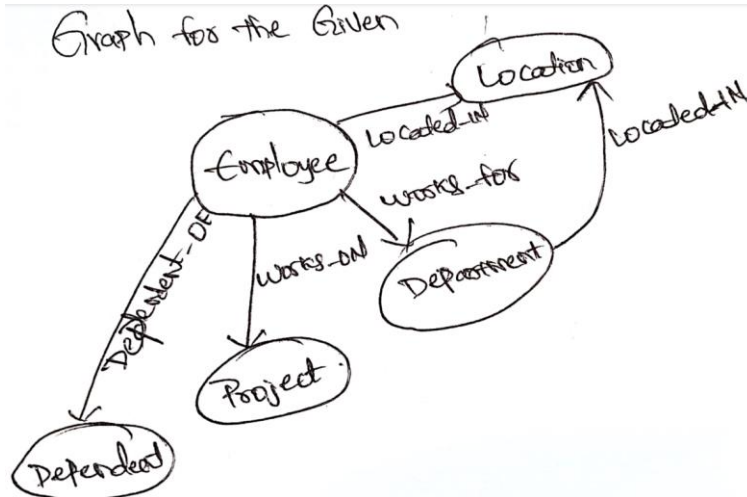 Graph for the Given
Location
Located-IN
Located-IN
Employee
works-for
Dependent-OF
works-ON
Department
Project
Dependent